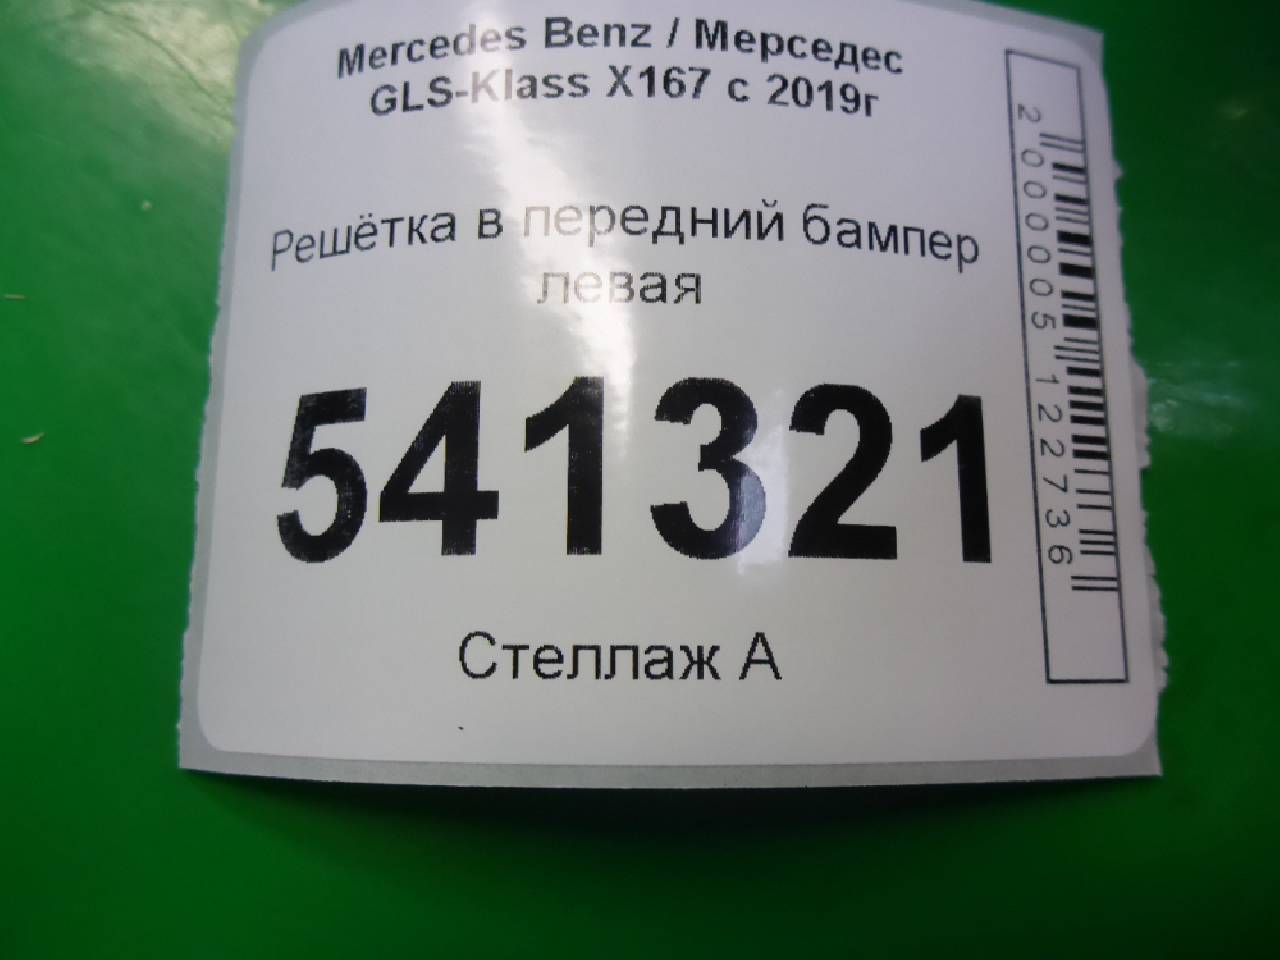 Mercedes Benz / Мерседес
GLS-Klass X167 с 2019г
Решётка в передний бампер
левая
541321
Стеллаж А
2000005122736